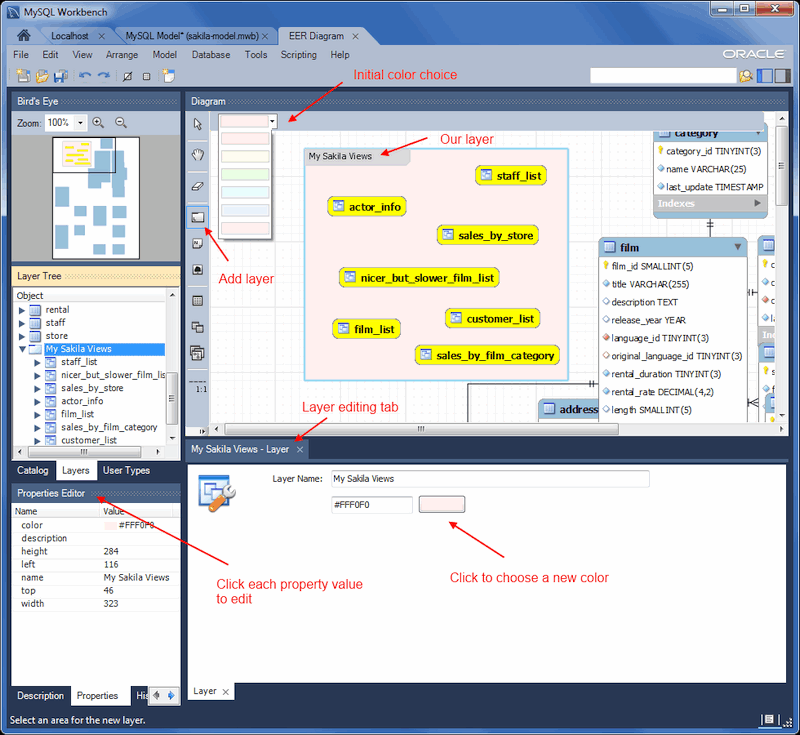 MySQL Workbench
Localhost
MySQL Model* (sakila-model.mwb)
EER Diagram
File Edit View Arrange Model Database Tools Scripting Help
ORACLE
Bird's Eye
Zoom: 100%
Diagram
Initial color choice
Our layer
Add layer
My Sakila Views
staff_list
actor_info
sales_by_store
nicer_but_slower_film_list
customer_list
film_list
sales_by_film_category
category
category_id TINYINT(3)
name VARCHAR(25)
last_update TIMESTAMP
Indexes
film
film_id SMALLINT(5)
title VARCHAR(255)
description TEXT
release_year YEAR
language_id TINYINT(3)
original_language_id TINYINT(3)
rental_duration TINYINT(3)
rental_rate DECIMAL(4,2)
length SMALLINT(5)
address
1:1
Layer Tree
Object
rental
staff
store
My Sakila Views
staff_list
nicer_but_slower_film_lis
sales_by_store
actor_info
film_list
sales_by_film_category
customer_list
Catalog Layers User Types
Layer editing tab
My Sakila Views - Layer
Layer Name: My Sakila Views
#FFF0F0
Click to choose a new color
Properties Editor
Name Value
color #FFF0F0
description
height 284
left 116
name My Sakila Views
top 46
width 323
Click each property value
to edit
Description Properties His
Layer
Select an area for the new layer.